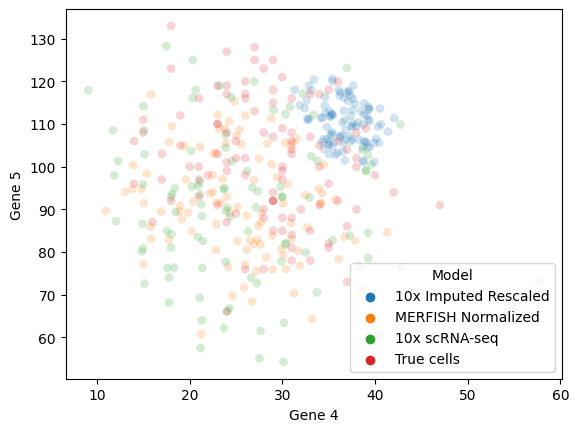 130
120
110
100
90
80
70
60
Gene 5
10
20
30
40
50
60
Gene 4
Model
10x Imputed Rescaled
MERFISH Normalized
10x scRNA-seq
True cells